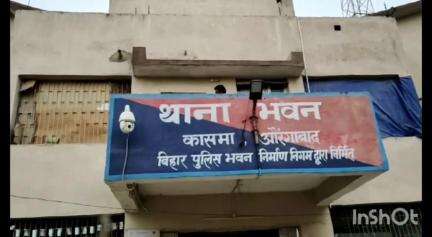 थाना भवन
कासमा औरंगाबाद
बिहार पुलिस भवन निर्माण निगम द्वारा निर्मित
InShOt